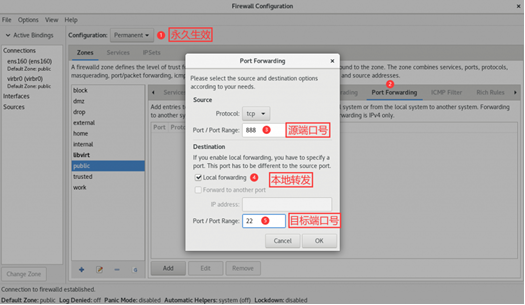 Firewall Configuration
File Options View Help
Active Bindings
Configuration: Permanent
1 永久生效
Connections
ens160 (ens160)
Default Zone: public
virbr0 (virbr0)
Default Zone: public
Interfaces
Sources
Zones Services IPSets
A firewalld zone defines the level of trust f
bound to the zone. The zone combines services, ports, protocols,
masquerading, port/packet forwarding, icmp
and source addresses.
block
dmz
drop
external
home
internal
libvirt
public
trusted
work
Port Forwarding
Please select the source and destination options
according to your needs.
Source
Protocol: tcp
Port / Port Range: 888 3 源端口号
Destination
If you enable local forwarding, you have to specify a
port. This port has to be different to the source port.
Local forwarding 4 本地转发
Forward to another port
IP address:
Port / Port Range: 22 5 目标端口号
Cancel OK
2
Port Forwarding ICMP Filter Rich Rules
Add entries t
system or from the local system to another system. Forwarding
to another sy
forwarding is IPv4 only.
Port
Add Edit Remove
Change Zone
Connection to firewalld established.
Default Zone: public Log Denied: off Panic Mode: disabled Automatic Helpers: system (off) Lockdown: disabled